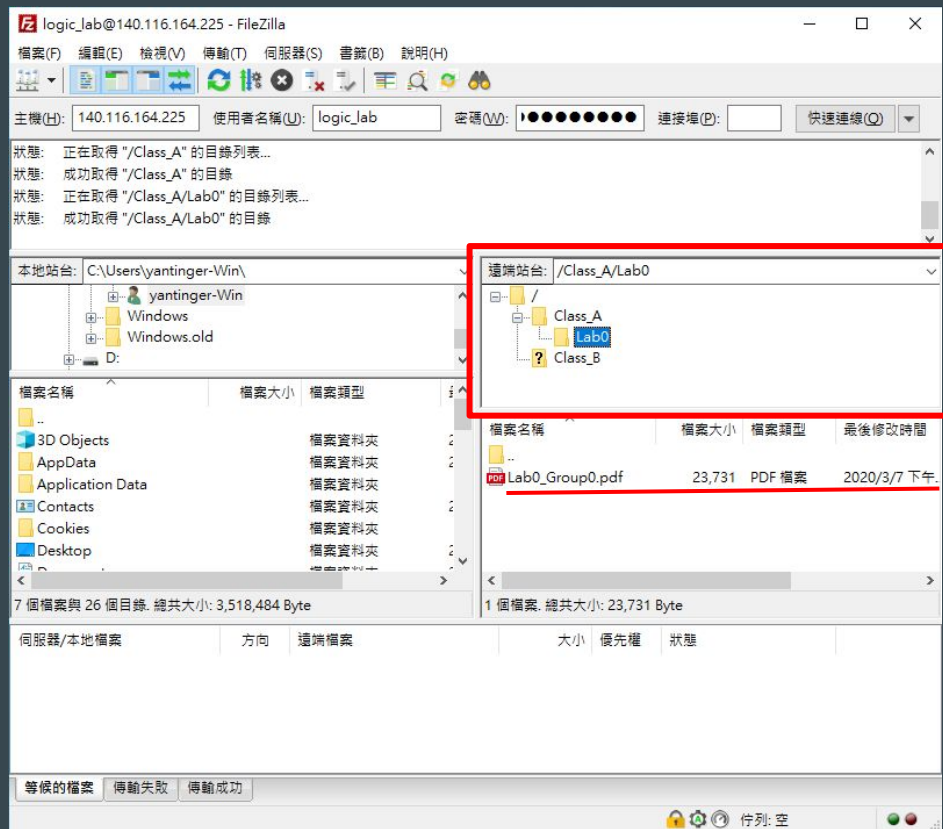 logic_lab@140.116.164.225 - FileZilla
檔案(F) 編輯(E) 檢視(V) 傳輸(T) 伺服器(S) 書籤(B) 說明(H)
主機(H): 140.116.164.225 使用者名稱(U): logic_lab 密碼(W): ●●●●●●●●● 連接埠(P): 快速連線(Q)
狀態: 正在取得 "/Class_A" 的目錄列表...
狀態: 成功取得 "/Class_A" 的目錄
狀態: 正在取得 "/Class_A/Lab0" 的目錄列表...
狀態: 成功取得 "/Class_A/Lab0" 的目錄
本地站台: C:\Users\yantinger-Win\
yantinger-Win
Windows
Windows.old
D:
檔案名稱 檔案大小 檔案類型
..
3D Objects 檔案資料夾 2
AppData 檔案資料夾 2
Application Data 檔案資料夾
Contacts 檔案資料夾 2
Cookies 檔案資料夾
Desktop 檔案資料夾 2
7 個檔案與 26 個目錄. 總共大小: 3,518,484 Byte
遠端站台: /Class_A/Lab0
/
Class_A
Lab0
? Class_B
檔案名稱 檔案大小 檔案類型 最後修改時間
..
PDF Lab0_Group0.pdf 23,731 PDF 檔案 2020/3/7 下午...
1 個檔案. 總共大小: 23,731 Byte
伺服器/本地檔案 方向 遠端檔案 大小 優先權 狀態
等候的檔案 傳輸失敗 傳輸成功
佇列: 空